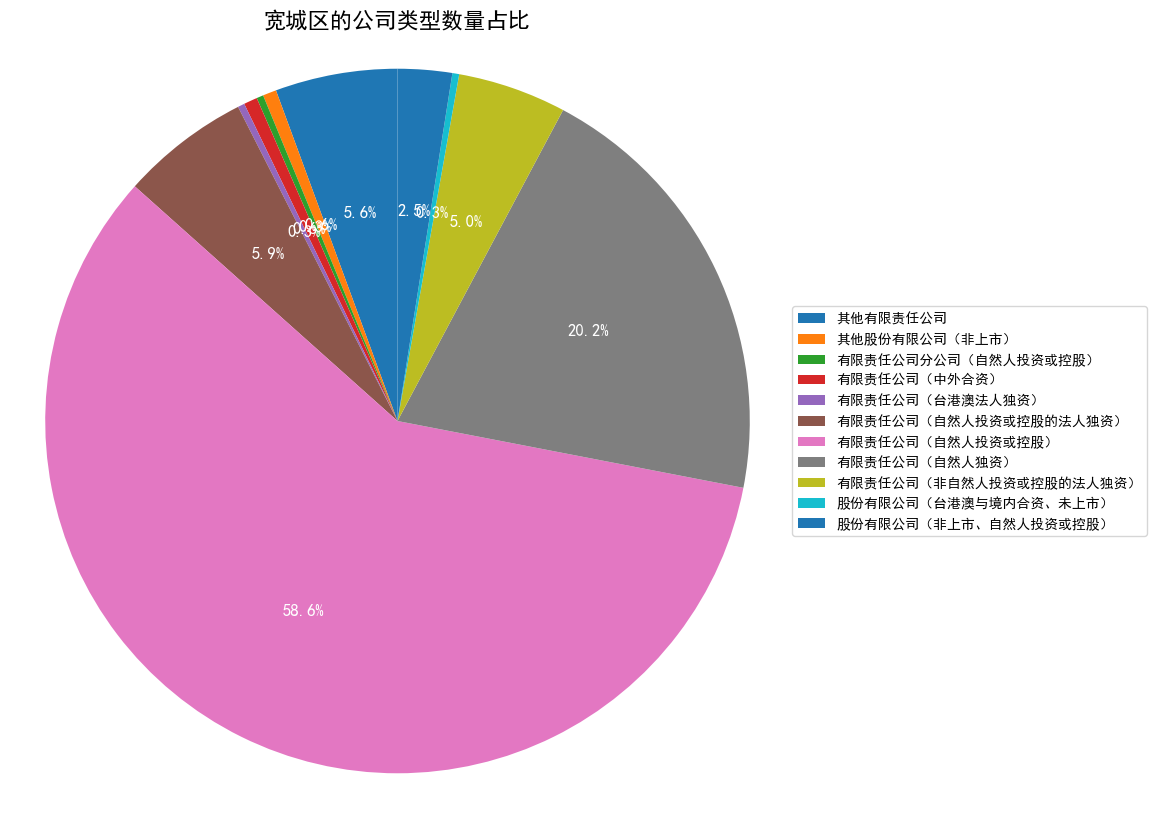 宽城区的公司类型数量占比
5.6%
2.5%
0.3%
5.0%
5.9%
20.2%
58.6%
其他有限责任公司
其他股份有限公司（非上市）
有限责任公司分公司（自然人投资或控股）
有限责任公司（中外合资）
有限责任公司（台港澳法人独资）
有限责任公司（自然人投资或控股的法人独资）
有限责任公司（自然人投资或控股）
有限责任公司（自然人独资）
有限责任公司（非自然人投资或控股的法人独资）
股份有限公司（台港澳与境内合资、未上市）
股份有限公司（非上市、自然人投资或控股）